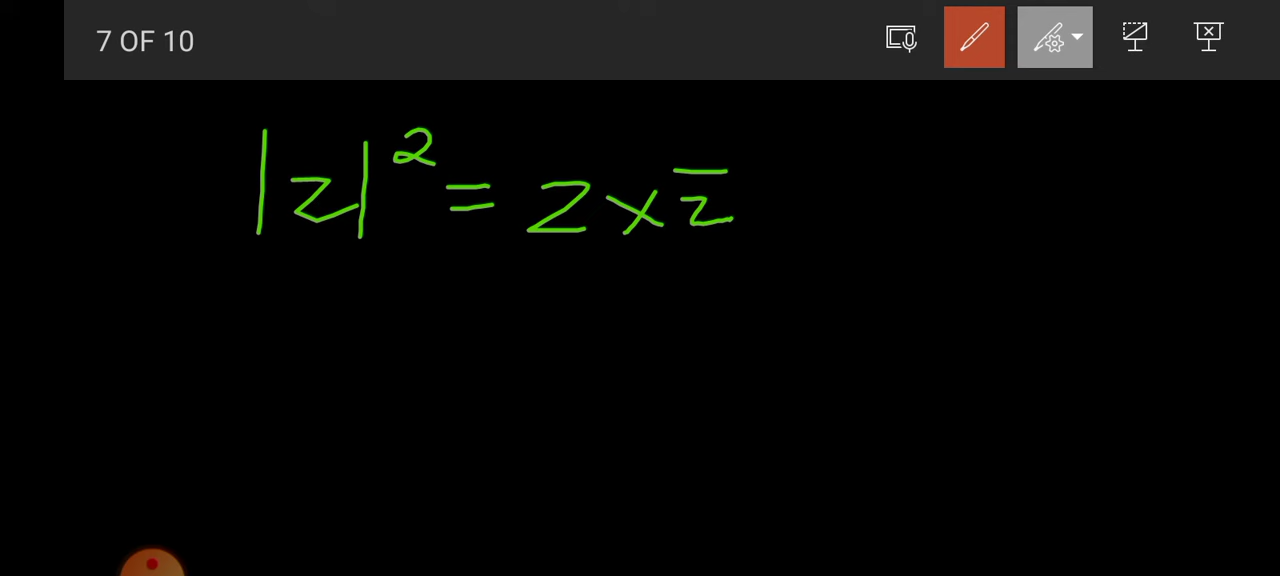 7 OF 10
|z|² = z × z̅